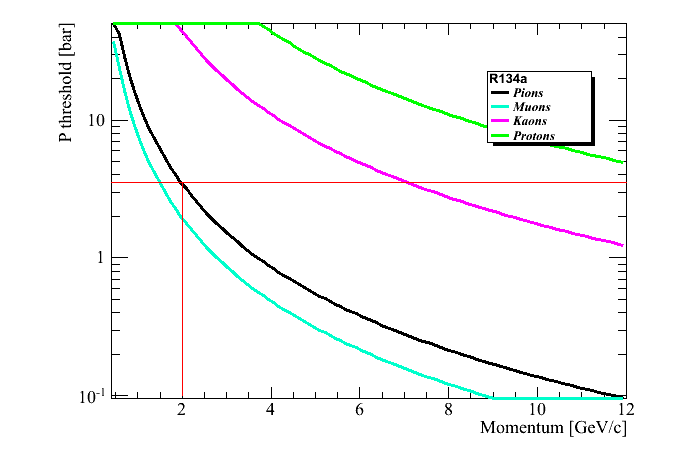 P threshold [bar]
10
1
10-1
R134a
Pions
Muons
Kaons
Protons
2 4 6 8 10 12
Momentum [GeV/c]